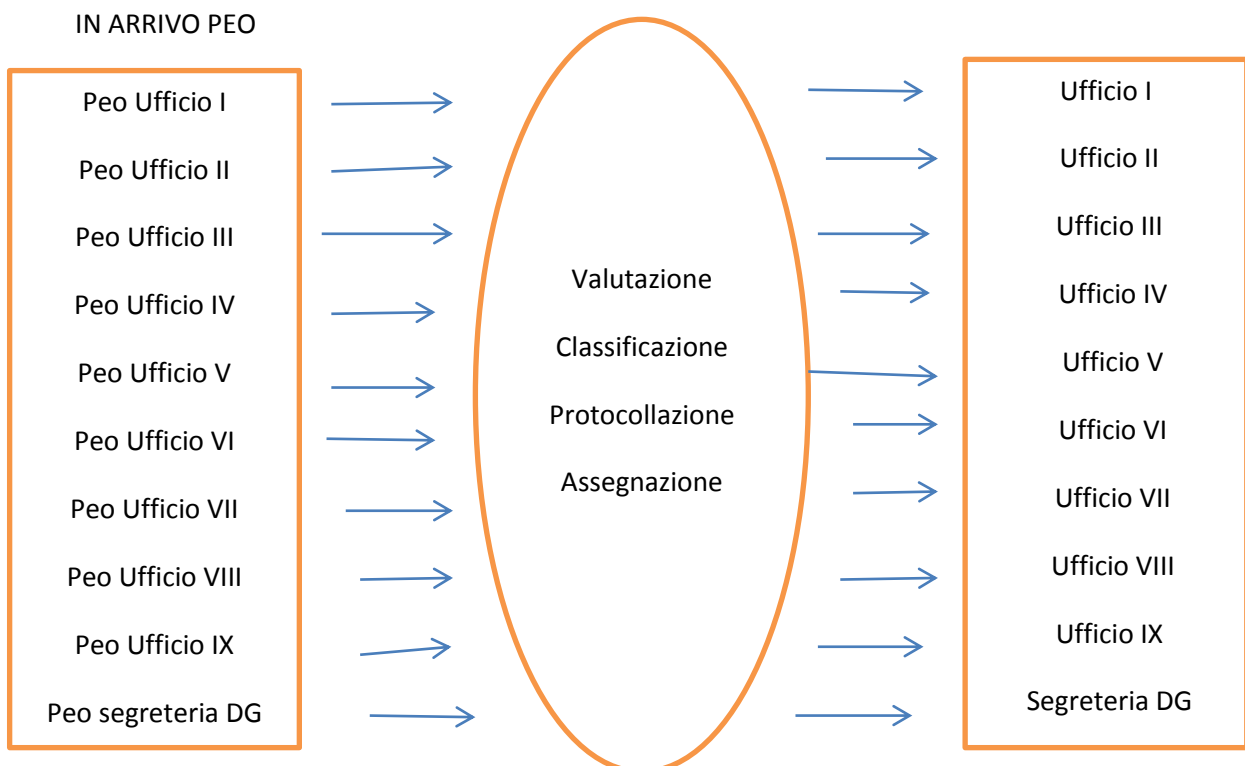 IN ARRIVO PEO
Peo Ufficio I
Peo Ufficio II
Peo Ufficio III
Peo Ufficio IV
Peo Ufficio V
Peo Ufficio VI
Peo Ufficio VII
Peo Ufficio VIII
Peo Ufficio IX
Peo segreteria DG
Valutazione
Classificazione
Protocollazione
Assegnazione
Ufficio I
Ufficio II
Ufficio III
Ufficio IV
Ufficio V
Ufficio VI
Ufficio VII
Ufficio VIII
Ufficio IX
Segreteria DG